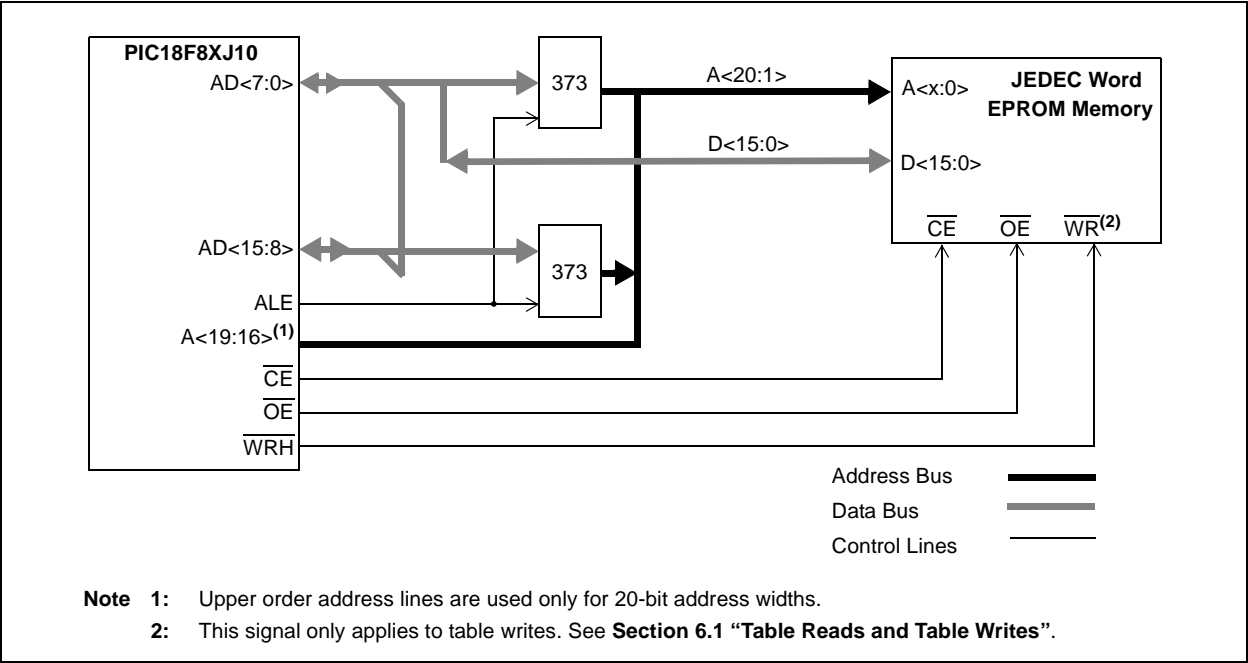 PIC18F8XJ10
AD<7:0>
373
A<20:1>
A<x:0>
JEDEC Word
EPROM Memory
D<15:0>
D<15:0>
CE
OE
WR(2)
AD<15:8>
373
ALE
A<19:16>(1)
CE
OE
WRH
Address Bus
Data Bus
Control Lines
Note 1: Upper order address lines are used only for 20-bit address widths.
2: This signal only applies to table writes. See Section 6.1 “Table Reads and Table Writes”.